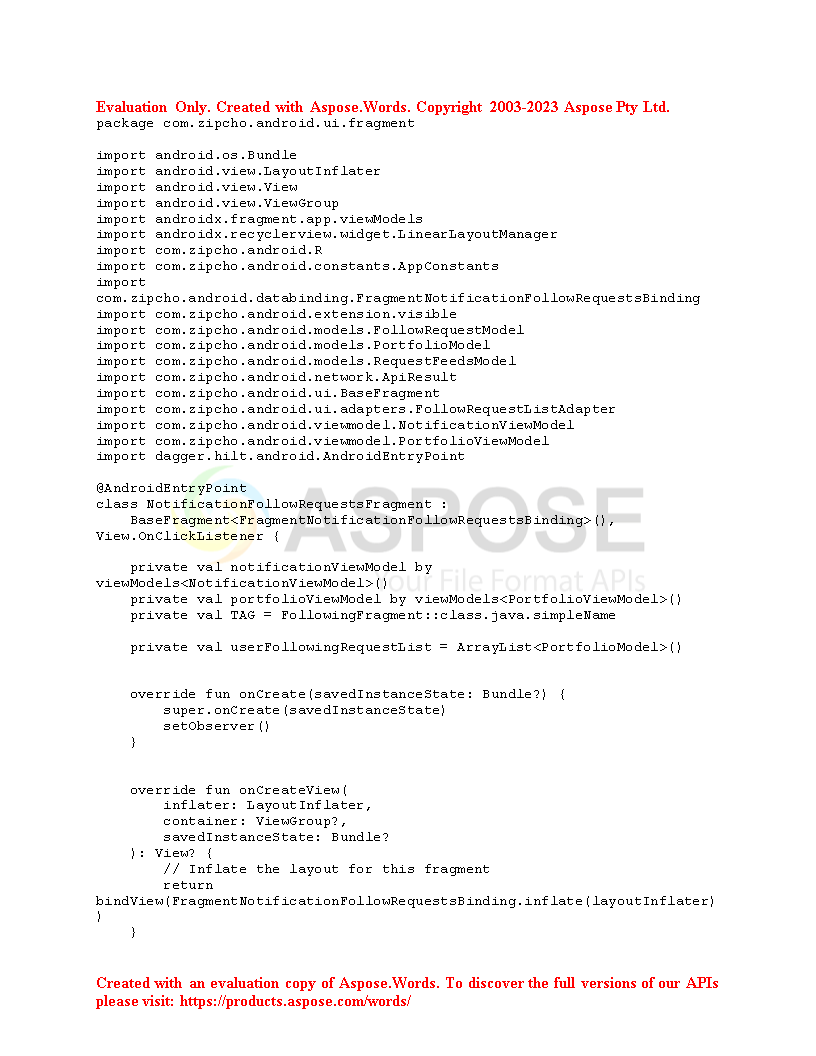 Evaluation Only. Created with Aspose.Words. Copyright 2003-2023 Aspose Pty Ltd.
package com.zipcho.android.ui.fragment

import android.os.Bundle
import android.view.LayoutInflater
import android.view.View
import android.view.ViewGroup
import androidx.fragment.app.viewModels
import androidx.recyclerview.widget.LinearLayoutManager
import com.zipcho.android.R
import com.zipcho.android.constants.AppConstants
import
com.zipcho.android.databinding.FragmentNotificationFollowRequestsBinding
import com.zipcho.android.extension.visible
import com.zipcho.android.models.FollowRequestModel
import com.zipcho.android.models.PortfolioModel
import com.zipcho.android.models.RequestFeedsModel
import com.zipcho.android.network.ApiResult
import com.zipcho.android.ui.BaseFragment
import com.zipcho.android.ui.adapters.FollowRequestListAdapter
import com.zipcho.android.viewmodel.NotificationViewModel
import com.zipcho.android.viewmodel.PortfolioViewModel
import dagger.hilt.android.AndroidEntryPoint

@AndroidEntryPoint
class NotificationFollowRequestsFragment :
    BaseFragment<FragmentNotificationFollowRequestsBinding>(),
ASPOSE
View.OnClickListener {

    private val notificationViewModel by
viewModels<NotificationViewModel>()
your File Format APIs
    private val portfolioViewModel by viewModels<PortfolioViewModel>()
    private val TAG = FollowingFragment::class.java.simpleName

    private val userFollowingRequestList = ArrayList<PortfolioModel>()


    override fun onCreate(savedInstanceState: Bundle?) {
        super.onCreate(savedInstanceState)
        setObserver()
    }


    override fun onCreateView(
        inflater: LayoutInflater,
        container: ViewGroup?,
        savedInstanceState: Bundle?
    ): View? {
        // Inflate the layout for this fragment
        return
bindView(FragmentNotificationFollowRequestsBinding.inflate(layoutInflater)
)
    }

Created with an evaluation copy of Aspose.Words. To discover the full versions of our APIs
please visit: https://products.aspose.com/words/